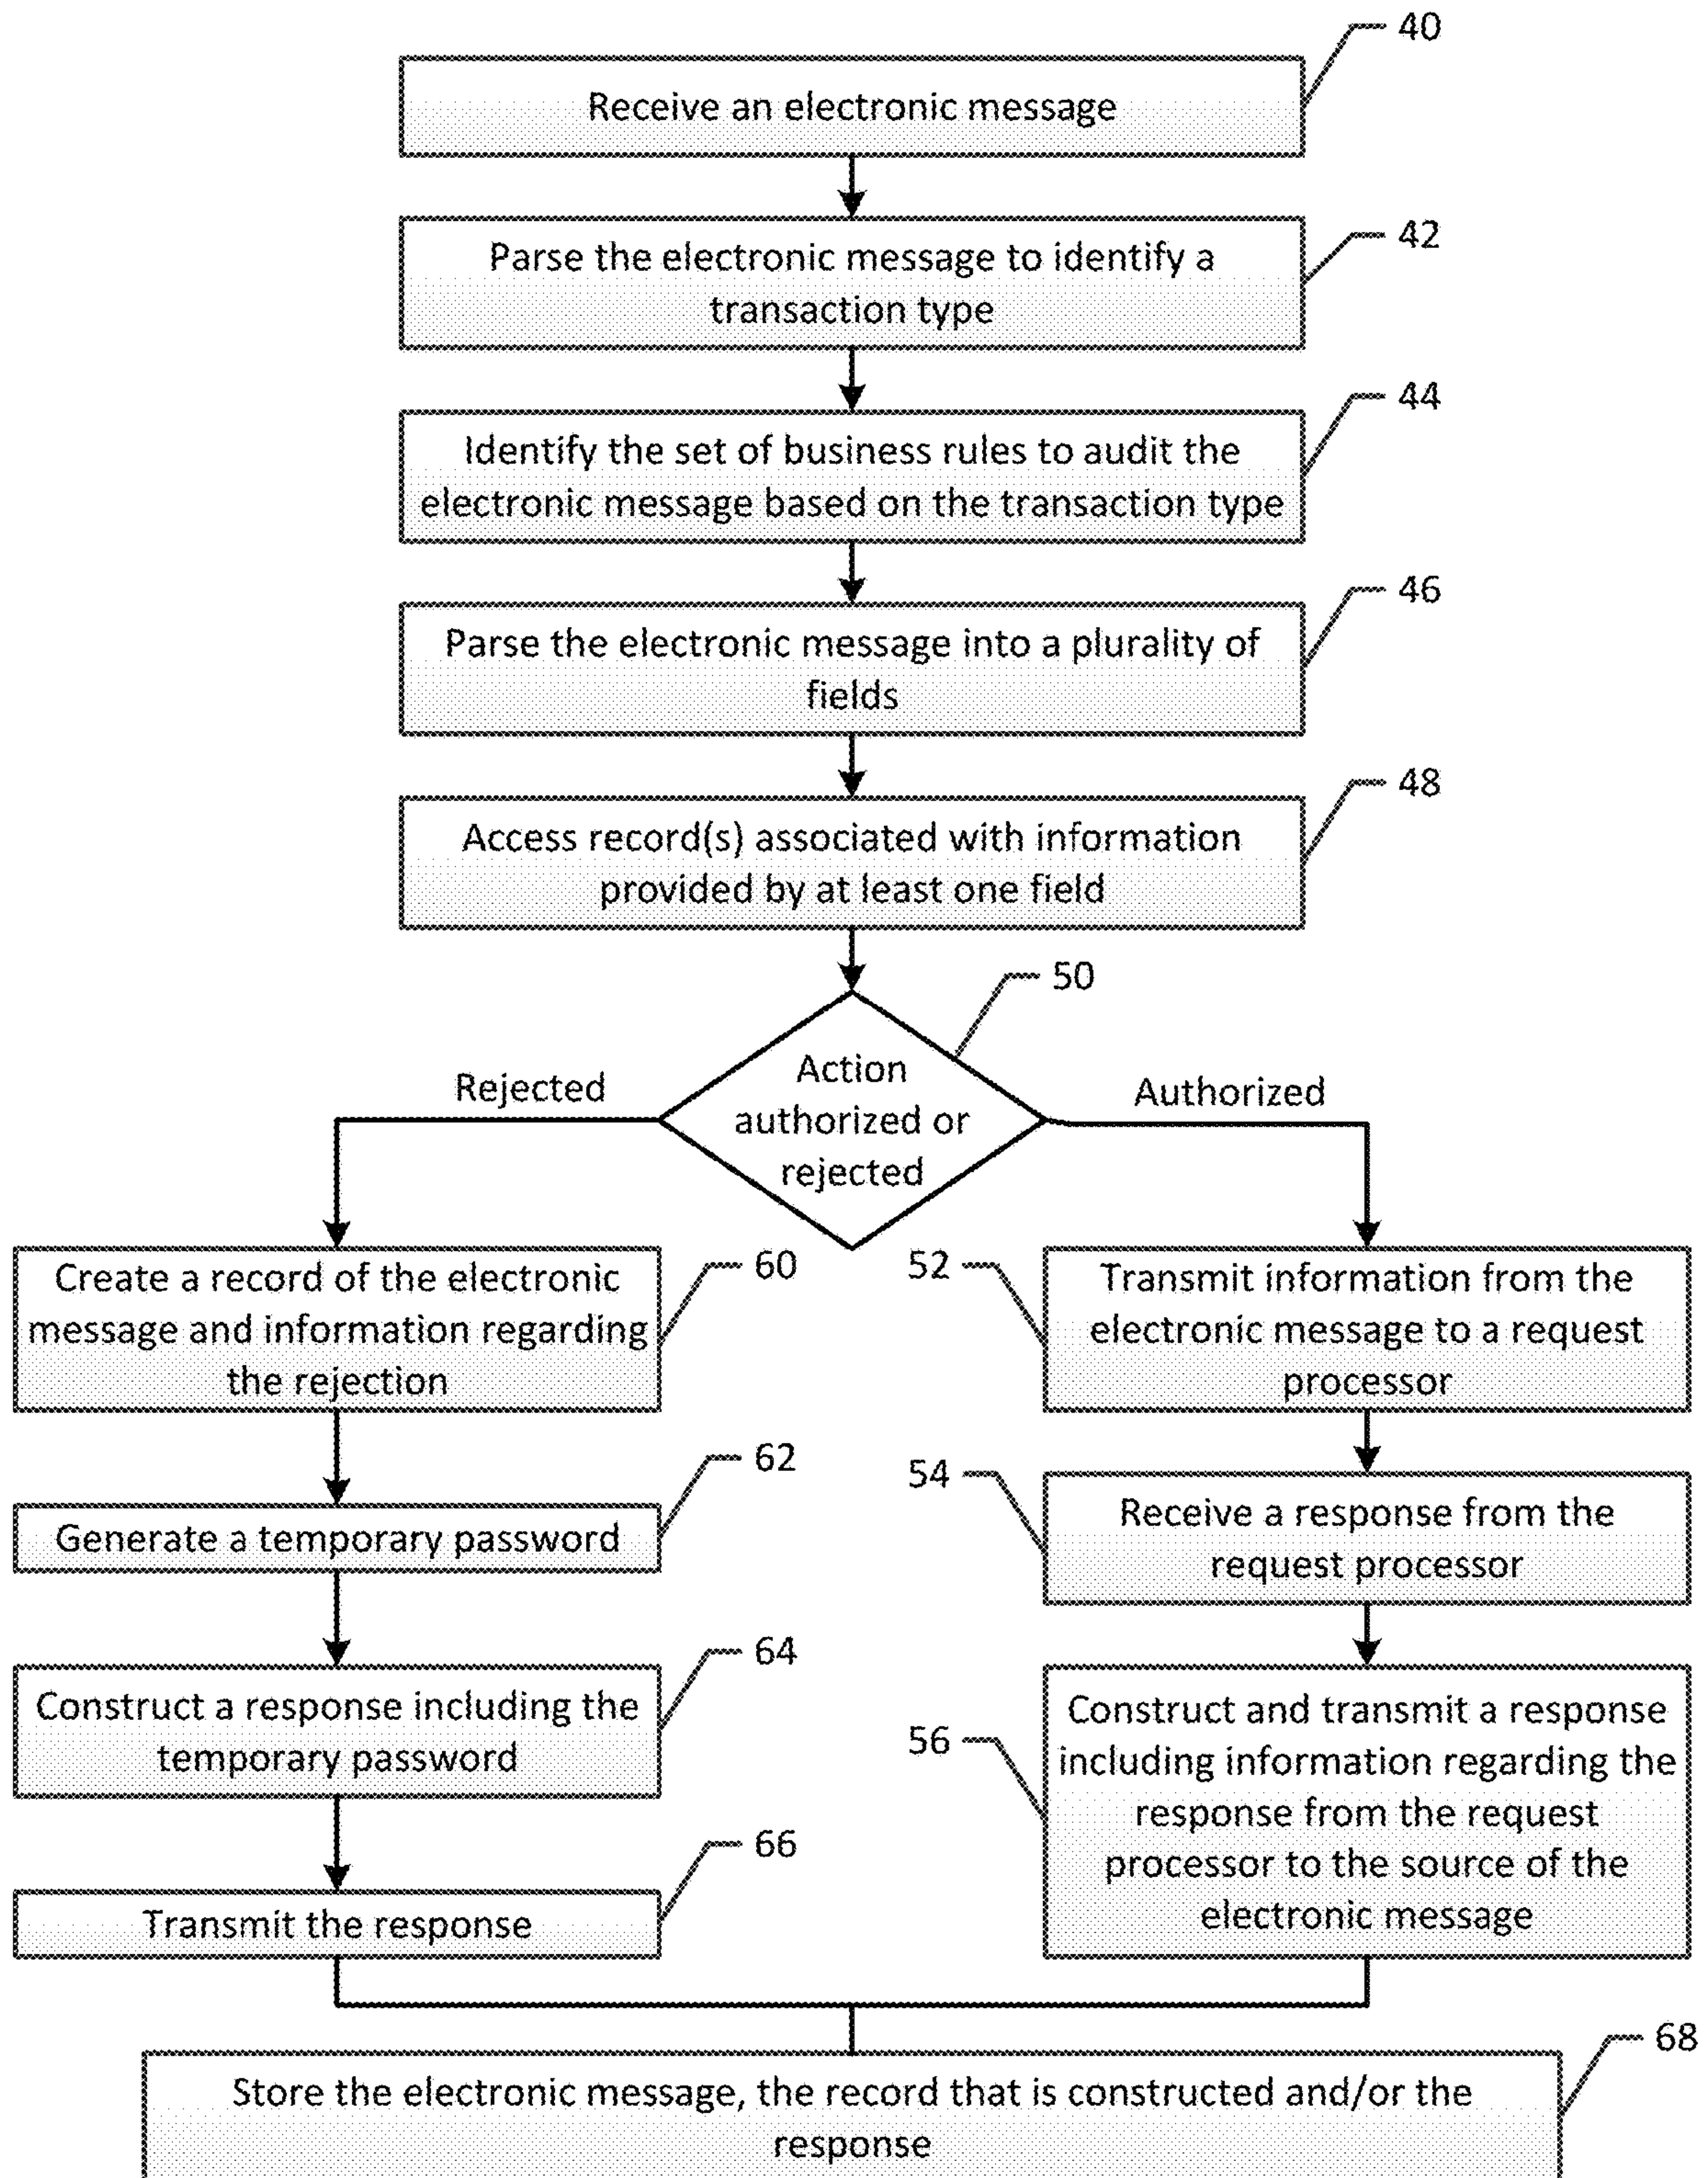 40
Receive an electronic message
42
Parse the electronic message to identify a
transaction type
44
Identify the set of business rules to audit the
electronic message based on the transaction type
46
Parse the electronic message into a plurality of
fields
48
Access record(s) associated with information
provided by at least one field
50
Action
authorized or
rejected
Rejected
Authorized
60
Create a record of the electronic
message and information regarding
the rejection
62
Generate a temporary password
64
Construct a response including the
temporary password
66
Transmit the response
52
Transmit information from the
electronic message to a request
processor
54
Receive a response from the
request processor
56
Construct and transmit a response
including information regarding the
response from the request
processor to the source of the
electronic message
68
Store the electronic message, the record that is constructed and/or the
response